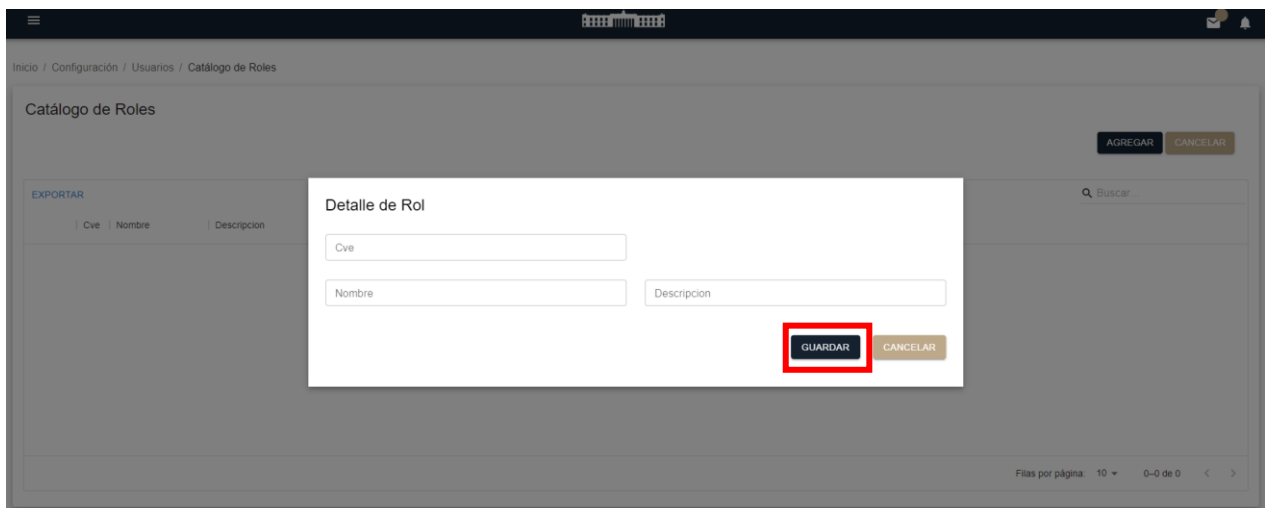 Inicio / Configuración / Usuarios / Catálogo de Roles
Catálogo de Roles
AGREGAR CANCELAR
EXPORTAR Buscar...
Cve Nombre Descripcion
Detalle de Rol
Cve
Nombre Descripcion
GUARDAR CANCELAR
Filas por página: 10 0–0 de 0